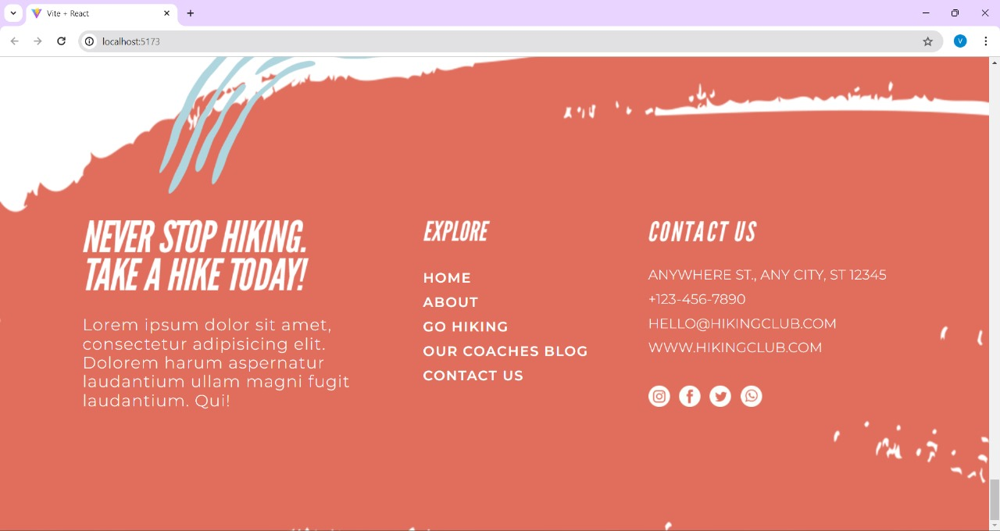 Vite + React
localhost:5173
V
NEVER STOP HIKING.
TAKE A HIKE TODAY!
Lorem ipsum dolor sit amet,
consectetur adipisicing elit.
Dolorem harum aspernatur
laudantium ullam magni fugit
laudantium. Qui!
EXPLORE
HOME
ABOUT
GO HIKING
OUR COACHES BLOG
CONTACT US
CONTACT US
ANYWHERE ST., ANY CITY, ST 12345
+123-456-7890
HELLO@HIKINGCLUB.COM
WWW.HIKINGCLUB.COM